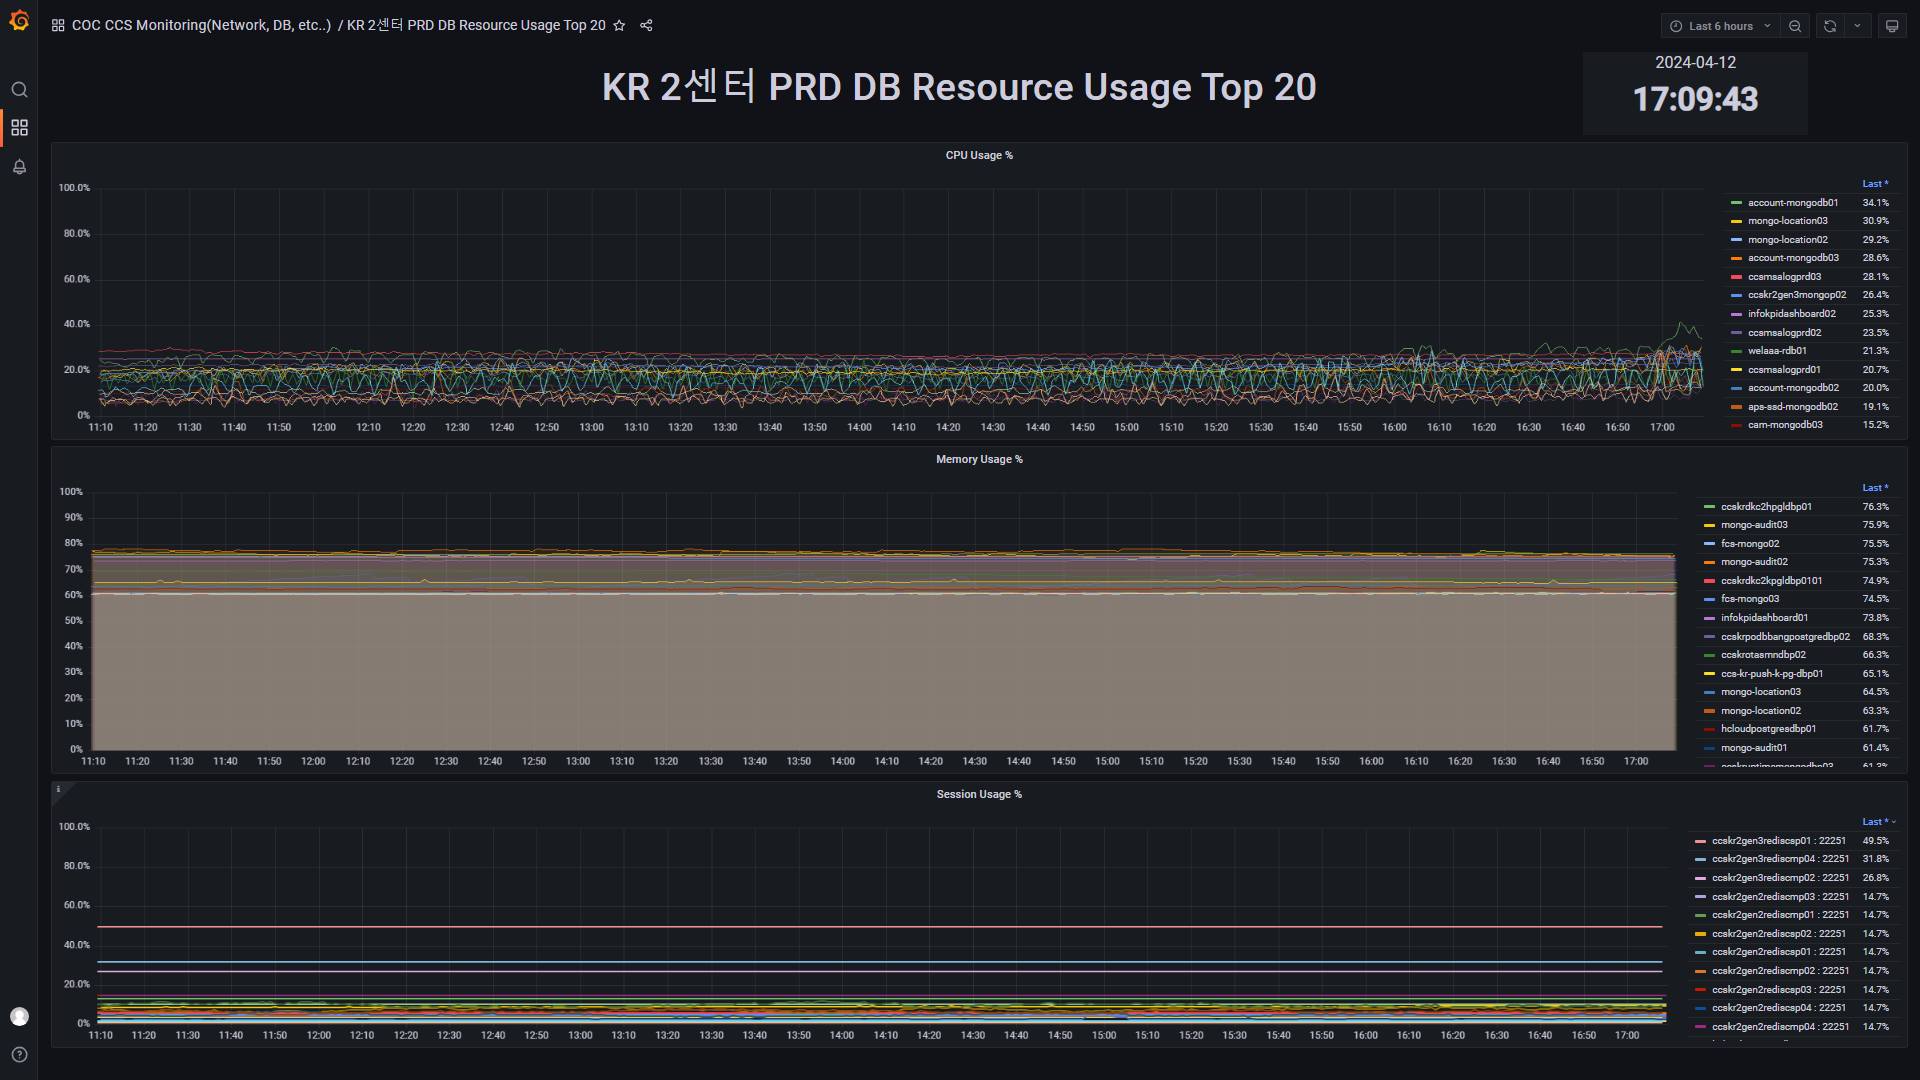 COC CCS Monitoring(Network, DB, etc..) / KR 2센터 PRD DB Resource Usage Top 20
Last 6 hours
KR 2센터 PRD DB Resource Usage Top 20
2024-04-12
17:09:43
CPU Usage %
100.0%
80.0%
60.0%
40.0%
20.0%
0%
11:10 11:20 11:30 11:40 11:50 12:00 12:10 12:20 12:30 12:40 12:50 13:00 13:10 13:20 13:30 13:40 13:50 14:00 14:10 14:20 14:30 14:40 14:50 15:00 15:10 15:20 15:30 15:40 15:50 16:00 16:10 16:20 16:30 16:40 16:50 17:00
Last *
account-mongodb01 34.1%
mongo-location03 30.9%
mongo-location02 29.2%
account-mongodb03 28.6%
ccsmsalogprd03 28.1%
ccskr2gen3mongop02 26.4%
infokpidashboard02 25.3%
ccsmsalogprd02 23.5%
welaaa-rdb01 21.3%
ccsmsalogprd01 20.7%
account-mongodb02 20.0%
aps-ssd-mongodb02 19.1%
cam-mongodb03 15.2%
Memory Usage %
100%
90%
80%
70%
60%
50%
40%
30%
20%
10%
0%
11:10 11:20 11:30 11:40 11:50 12:00 12:10 12:20 12:30 12:40 12:50 13:00 13:10 13:20 13:30 13:40 13:50 14:00 14:10 14:20 14:30 14:40 14:50 15:00 15:10 15:20 15:30 15:40 15:50 16:00 16:10 16:20 16:30 16:40 16:50 17:00
Last *
ccskrdkc2hpgldbp01 76.3%
mongo-audit03 75.9%
fcs-mongo02 75.5%
mongo-audit02 75.3%
ccskrdkc2kpgldbp0101 74.9%
fcs-mongo03 74.5%
infokpidashboard01 73.8%
ccskrpodbbangpostgredbp02 68.3%
ccskrotasmndbp02 66.3%
ccs-kr-push-k-pg-dbp01 65.1%
mongo-location03 64.5%
mongo-location02 63.3%
hcloudpostgresdbp01 61.7%
mongo-audit01 61.4%
ccskruntimemongodbp03 61.3%
Session Usage %
100.0%
80.0%
60.0%
40.0%
20.0%
0%
11:10 11:20 11:30 11:40 11:50 12:00 12:10 12:20 12:30 12:40 12:50 13:00 13:10 13:20 13:30 13:40 13:50 14:00 14:10 14:20 14:30 14:40 14:50 15:00 15:10 15:20 15:30 15:40 15:50 16:00 16:10 16:20 16:30 16:40 16:50 17:00
Last *
ccskr2gen3rediscsp01 : 22251 49.5%
ccskr2gen3rediscmp04 : 22251 31.8%
ccskr2gen3rediscmp02 : 22251 26.8%
ccskr2gen2rediscmp03 : 22251 14.7%
ccskr2gen2rediscmp01 : 22251 14.7%
ccskr2gen2rediscsp02 : 22251 14.7%
ccskr2gen2rediscsp01 : 22251 14.7%
ccskr2gen2rediscmp02 : 22251 14.7%
ccskr2gen2rediscsp03 : 22251 14.7%
ccskr2gen2rediscsp04 : 22251 14.7%
ccskr2gen2rediscmp04 : 22251 14.7%